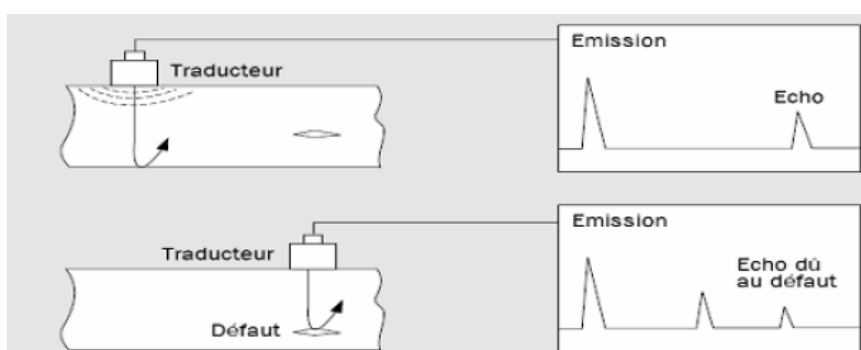 Emission
Traducteur
Echo
Emission
Traducteur
Echo dû
au défaut
Défaut